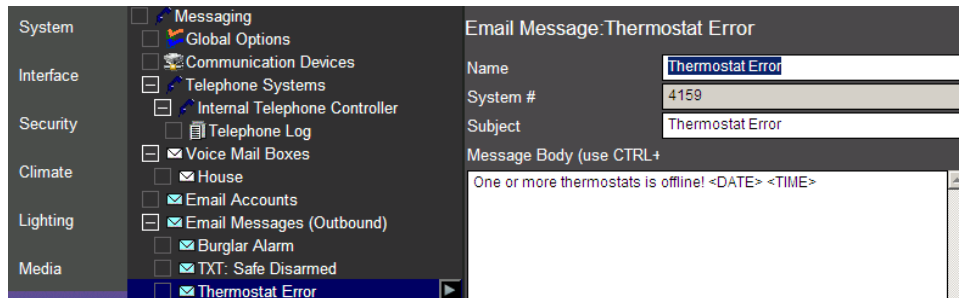 System
Interface
Security
Climate
Lighting
Media
Messaging
Global Options
Communication Devices
Telephone Systems
Internal Telephone Controller
Telephone Log
Voice Mail Boxes
House
Email Accounts
Email Messages (Outbound)
Burglar Alarm
TXT: Safe Disarmed
Thermostat Error
Email Message:Thermostat Error
Name Thermostat Error
System # 4159
Subject Thermostat Error
Message Body (use CTRL+
One or more thermostats is offline! <DATE> <TIME>